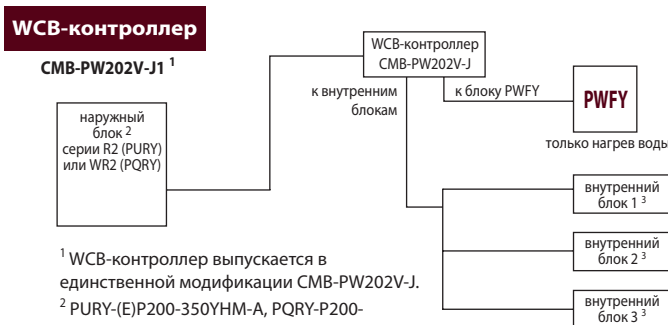 WCB-контроллер
CMB-PW202V-J1 ¹
наружный
блок ²
серии R2 (PURY)
или WR2 (PQRY)
WCB-контроллер
CMB-PW202V-J
к внутренним
блокам
к блоку PWFY
PWFY
только нагрев воды
внутренний
блок 1 ³
внутренний
блок 2 ³
внутренний
блок 3 ³
¹ WCB-контроллер выпускается в
единственной модификации CMB-PW202V-J.
² PURY-(E)P200-350YHM-A, PQRY-P200-